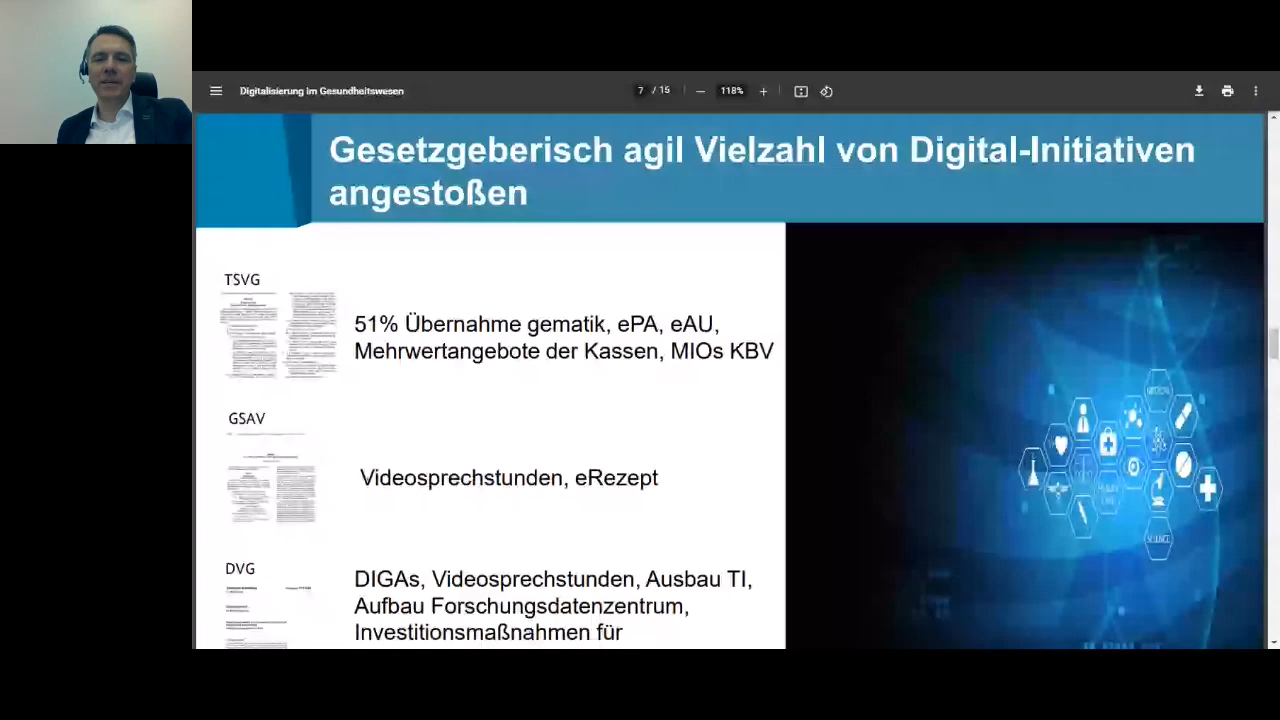 Digitalisierung im Gesundheitswesen
7 / 15
118%
Gesetzgeberisch agil Vielzahl von Digital-Initiativen
angestoßen
TSVG
51% Übernahme gematik, ePA, eAU,
Mehrwertangebote der Kassen, MIOS KBV
GSAV
Videosprechstunden, eRezept
DVG
DIGAs, Videosprechstunden, Ausbau TI,
Aufbau Forschungsdatenzentrum,
Investitionsmaßnahmen für
SCIENCE